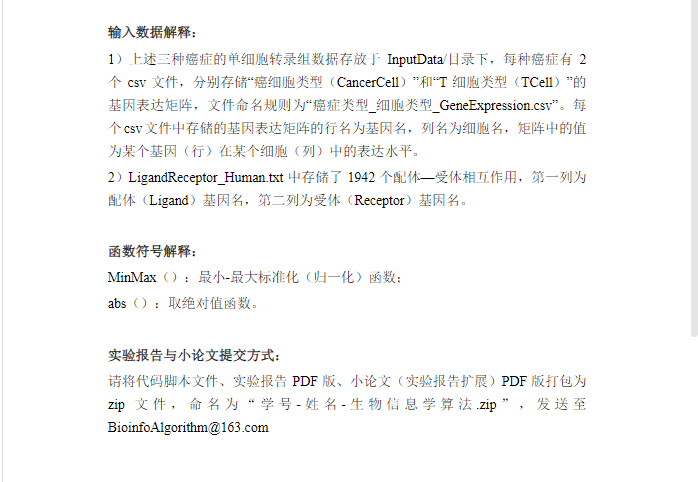 输入数据解释：
1）上述三种癌症的单细胞转录组数据存放于 InputData/目录下，每种癌症有 2
个 csv 文件，分别存储“癌细胞类型（CancerCell）”和“T 细胞类型（TCell）”的
基因表达矩阵，文件命名规则为“癌症类型_细胞类型_GeneExpression.csv”。每
个 csv 文件中存储的基因表达矩阵的行名为基因名，列名为细胞名，矩阵中的值
为某个基因（行）在某个细胞（列）中的表达水平。
2）LigandReceptor_Human.txt 中存储了 1942 个配体—受体相互作用，第一列为
配体（Ligand）基因名，第二列为受体（Receptor）基因名。
函数符号解释：
MinMax（）：最小-最大标准化（归一化）函数；
abs（）：取绝对值函数。
实验报告与小论文提交方式：
请将代码脚本文件、实验报告 PDF 版、小论文（实验报告扩展）PDF 版打包为
zip 文件，命名为“学号-姓名-生物信息学算法.zip”，发送至
BioinfoAlgorithm@163.com